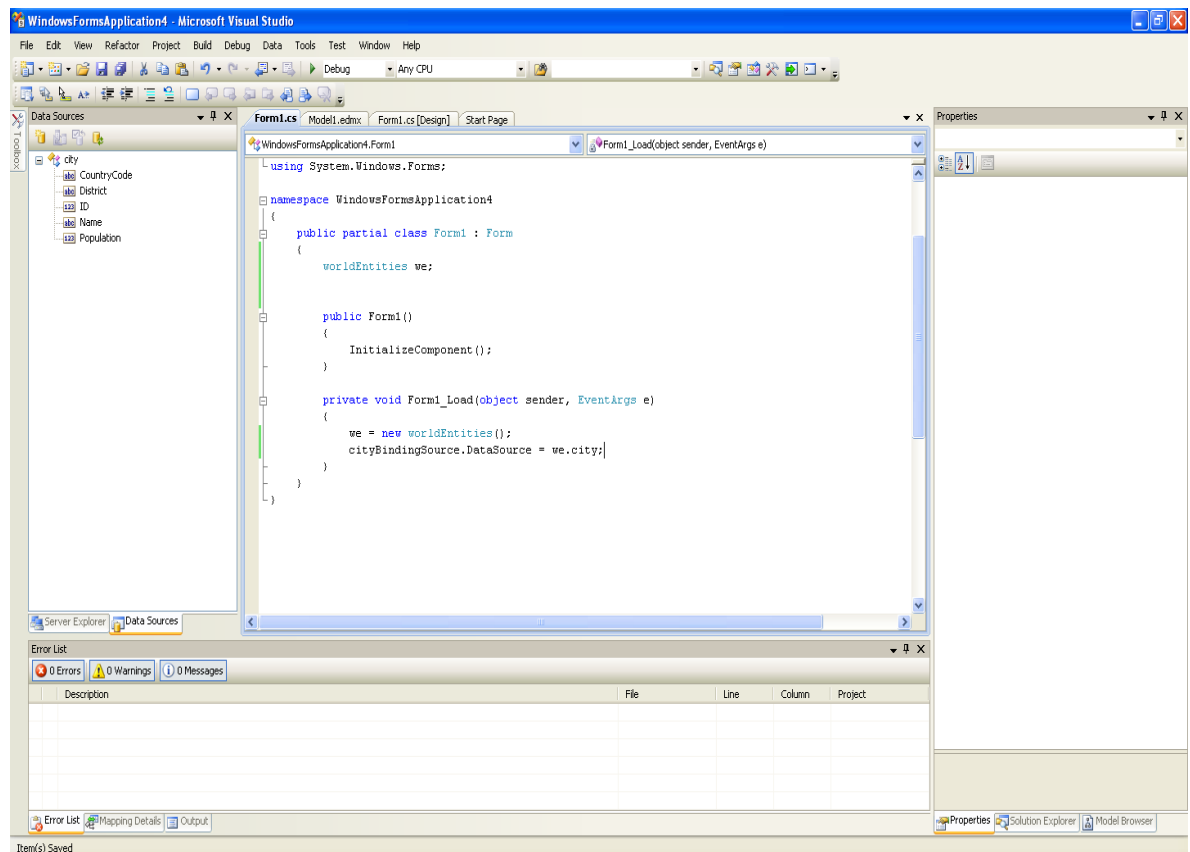 WindowsFormsApplication4 - Microsoft Visual Studio
File Edit View Refactor Project Build Debug Data Tools Test Window Help
Debug Any CPU
Toolbox
Data Sources
city
CountryCode
District
ID
Name
Population
Server Explorer Data Sources
Form1.cs Model1.edmx Form1.cs [Design] Start Page
WindowsFormsApplication4.Form1 Form1_Load(object sender, EventArgs e)
using System.Windows.Forms;
namespace WindowsFormsApplication4
{
public partial class Form1 : Form
{
worldEntities we;
public Form1()
{
InitializeComponent();
}
private void Form1_Load(object sender, EventArgs e)
{
we = new worldEntities();
cityBindingSource.DataSource = we.city;
}
}
}
Properties
Error List
0 Errors 0 Warnings 0 Messages
Description File Line Column Project
Error List Mapping Details Output
Properties Solution Explorer Model Browser
Item(s) Saved